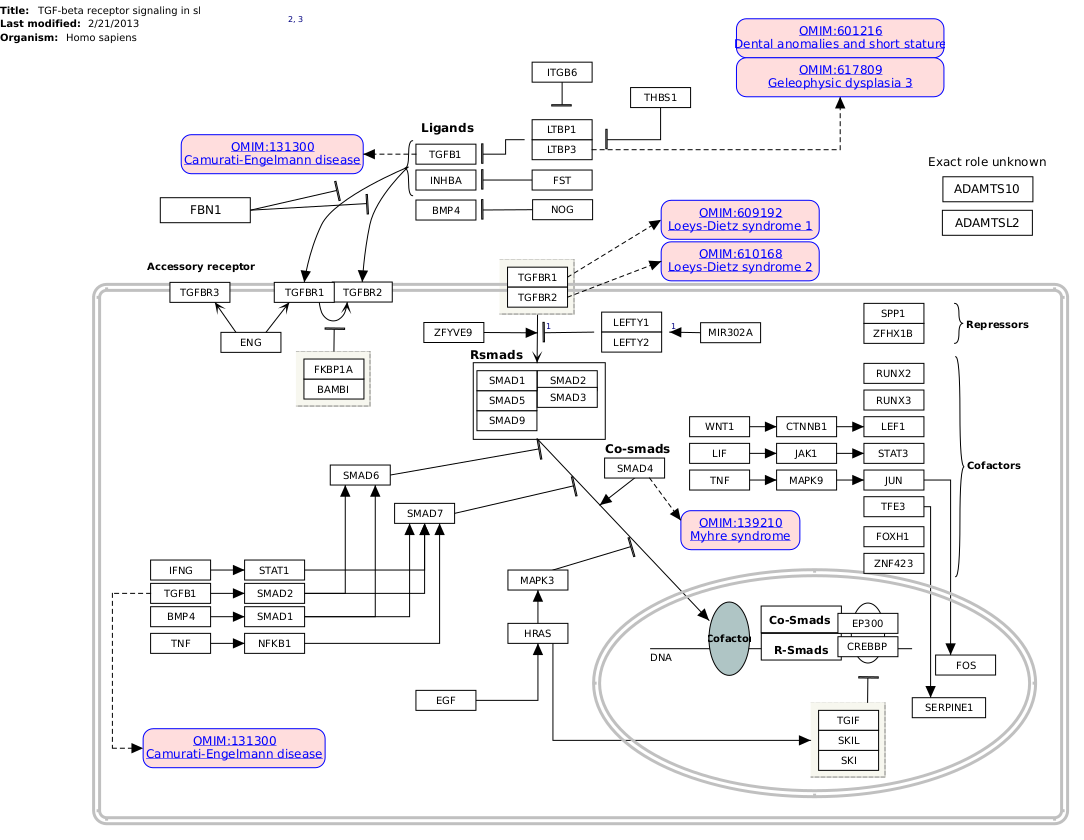 Title: TGF-beta receptor signaling in sl
Last modified: 2/21/2013
Organism: Homo sapiens
2, 3
OMIM:601216
Dental anomalies and short stature
OMIM:617809
Geleophysic dysplasia 3
ITGB6
THBS1
Ligands
LTBP1
LTBP3
OMIM:131300
Camurati-Engelmann disease
TGFB1
INHBA
FST
BMP4
NOG
FBN1
Exact role unknown
ADAMTS10
ADAMTSL2
OMIM:609192
Loeys-Dietz syndrome 1
OMIM:610168
Loeys-Dietz syndrome 2
Accessory receptor
TGFBR3
TGFBR1
TGFBR2
TGFBR1
TGFBR2
ENG
FKBP1A
BAMBI
ZFYVE9
1
LEFTY1
LEFTY2
1
MIR302A
Rsmads
SMAD1
SMAD2
SMAD5
SMAD3
SMAD9
SPP1
ZFHX1B
Repressors
RUNX2
RUNX3
WNT1
CTNNB1
LEF1
LIF
JAK1
STAT3
TNF
MAPK9
JUN
TFE3
FOXH1
ZNF423
Cofactors
Co-smads
SMAD4
OMIM:139210
Myhre syndrome
SMAD6
SMAD7
IFNG
STAT1
TGFB1
SMAD2
BMP4
SMAD1
TNF
NFKB1
MAPK3
HRAS
EGF
DNA
Cofactor
Co-Smads
R-Smads
EP300
CREBBP
FOS
SERPINE1
TGIF
SKIL
SKI
OMIM:131300
Camurati-Engelmann disease